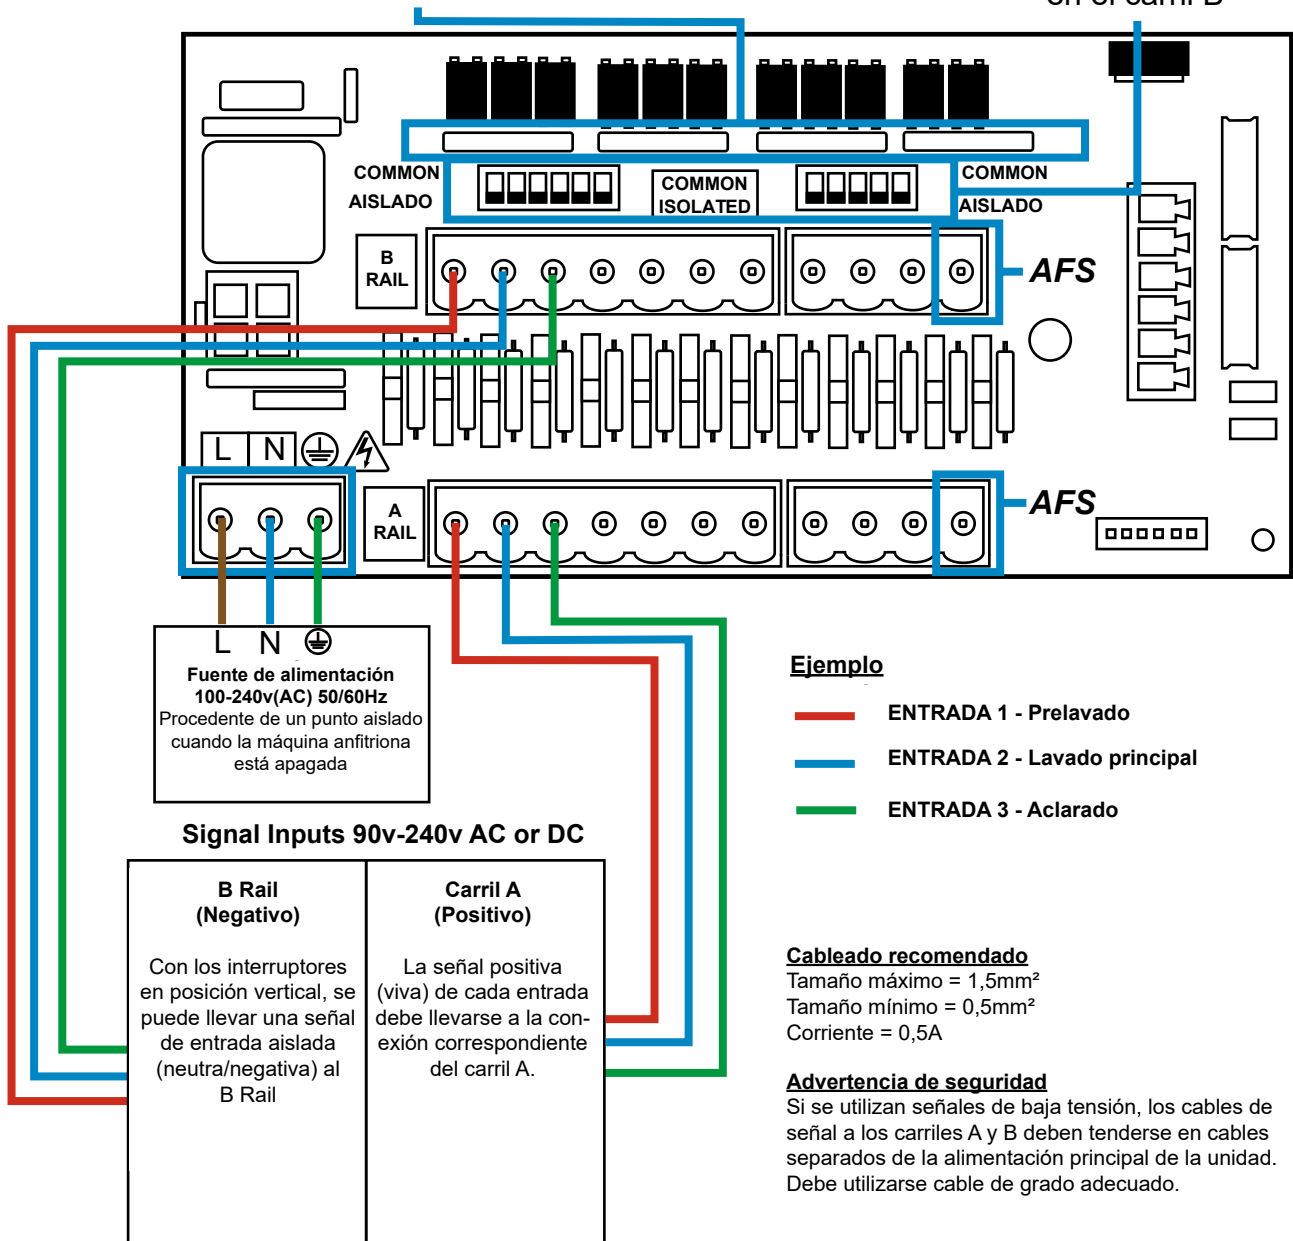 en el carril B
COMMON
AISLADO
COMMON
ISOLATED
COMMON
AISLADO
B
RAIL
AFS
L N
A
RAIL
AFS
L N
Fuente de alimentación
100-240v(AC) 50/60Hz
Procedente de un punto aislado
cuando la máquina anfitriona
está apagada
Ejemplo
ENTRADA 1 - Prelavado
ENTRADA 2 - Lavado principal
ENTRADA 3 - Aclarado
Signal Inputs 90v-240v AC or DC
B Rail
(Negativo)
Con los interruptores
en posición vertical, se
puede llevar una señal
de entrada aislada
(neutra/negativa) al
B Rail
Carril A
(Positivo)
La señal positiva
(viva) de cada entrada
debe llevarse a la con-
exión correspondiente
del carril A.
Cableado recomendado
Tamaño máximo = 1,5mm²
Tamaño mínimo = 0,5mm²
Corriente = 0,5A
Advertencia de seguridad
Si se utilizan señales de baja tensión, los cables de
señal a los carriles A y B deben tenderse en cables
separados de la alimentación principal de la unidad.
Debe utilizarse cable de grado adecuado.